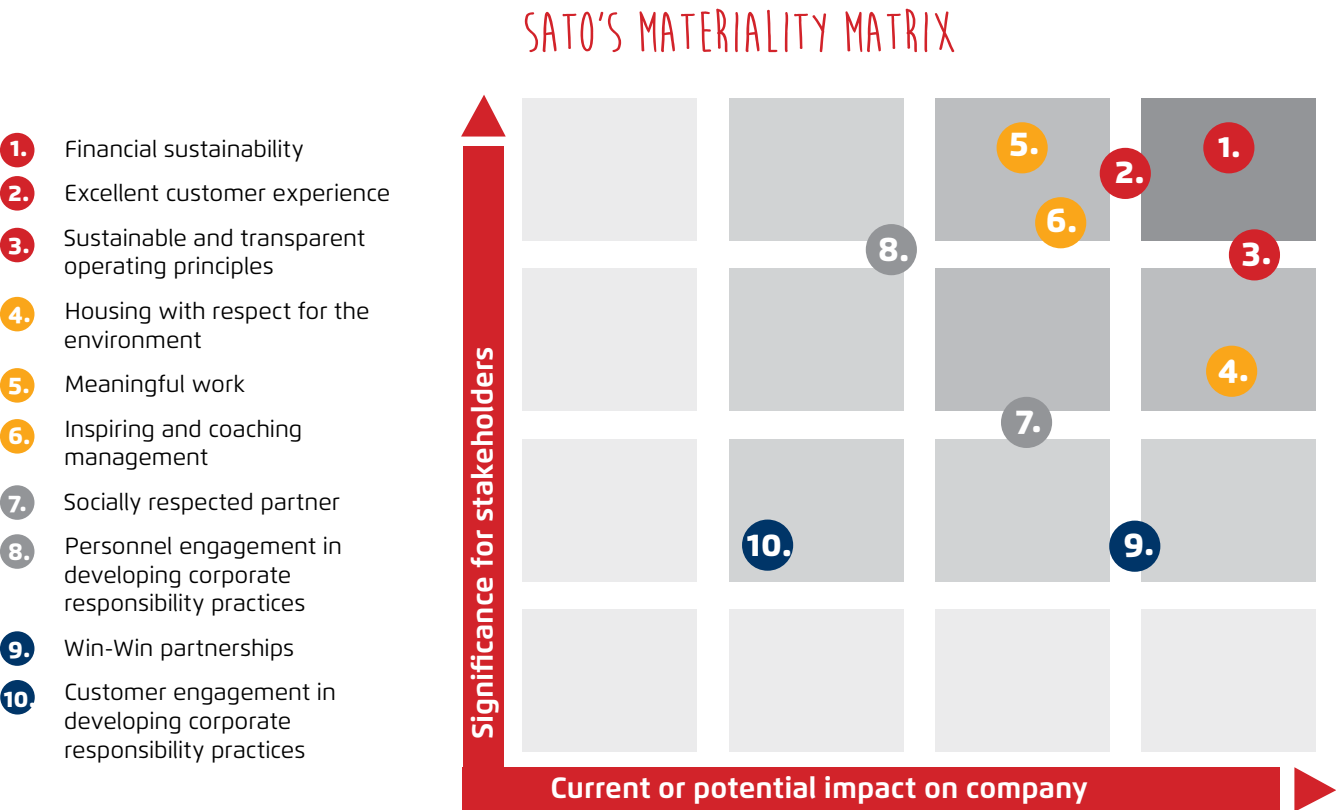 SATO'S MATERIALITY MATRIX
1. Financial sustainability
2. Excellent customer experience
3. Sustainable and transparent
operating principles
4. Housing with respect for the
environment
5. Meaningful work
6. Inspiring and coaching
management
7. Socially respected partner
8. Personnel engagement in
developing corporate
responsibility practices
9. Win-Win partnerships
10. Customer engagement in
developing corporate
responsibility practices
Significance for stakeholders
5.
1.
2.
6.
8.
3.
4.
7.
10.
9.
Current or potential impact on company